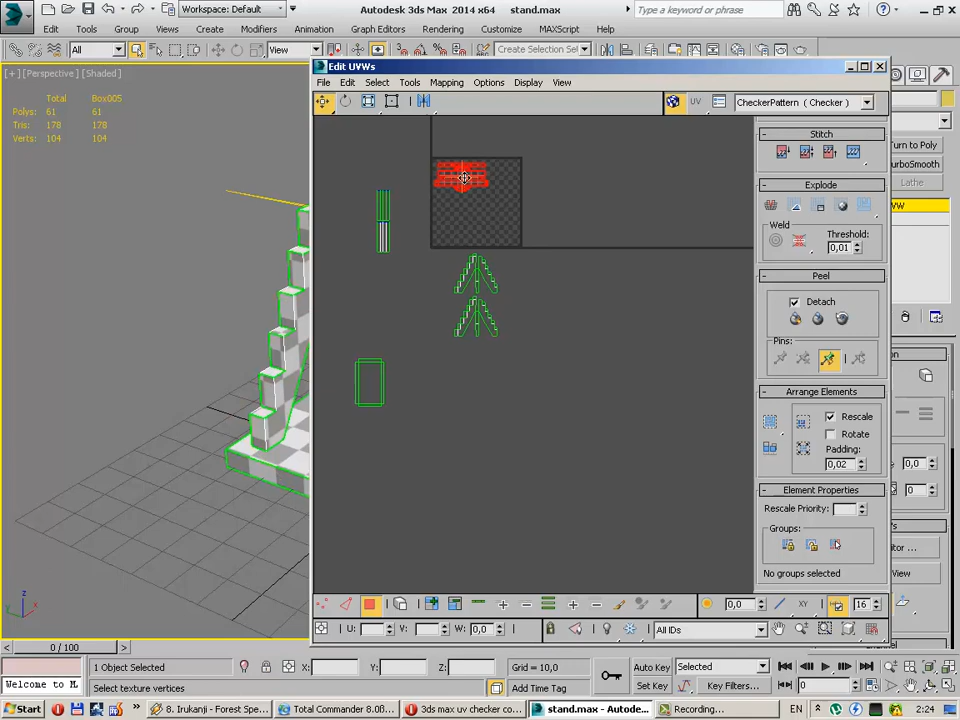 Workspace: Default
Autodesk 3ds Max 2014 x64
stand.max
Type a keyword or phrase
Edit
Tools
Group
Views
Create
Modifiers
Animation
Graph Editors
Rendering
Customize
MAXScript
Help
All
View
Create Selection Se
[+] [Perspective] [Shaded]
Total
Box005
Polys: 61
61
Tris: 178
178
Verts: 104
104
Edit UVWs
File
Edit
Select
Tools
Mapping
Options
Display
View
UV
CheckerPattern ( Checker )
Stitch
Explode
Weld
Threshold:
0,01
Peel
Detach
Pins:
Arrange Elements
Rescale
Rotate
Padding:
0,02
Element Properties
Rescale Priority:
Groups:
No groups selected
urn to Poly
urboSmooth
Lathe
VW
0,0
0
View
0,0
XY
16
U:
V:
W: 0,0
All IDs
z
x
0 / 100
1 Object Selected
X:
Y:
Z:
Grid = 10,0
Auto Key
Selected
Welcome to M
Select texture vertices
Add Time Tag
Set Key
Key Filters...
0
Start
8. Irukanji - Forest Spe...
Total Commander 8.0...
3ds max uv checker co...
stand.max - Autodes...
Recording...
EN
2:24